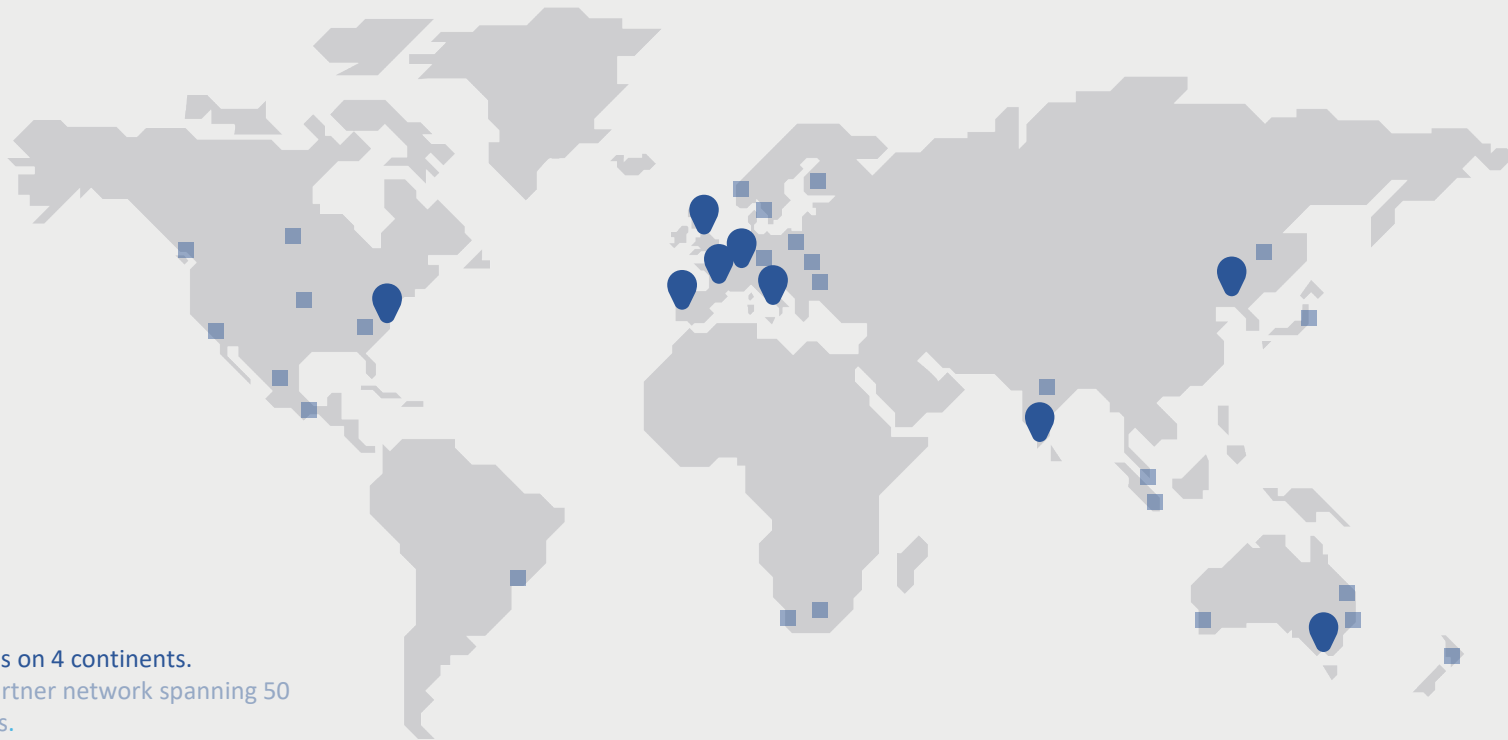 s on 4 continents.
rtner network spanning 50
s.